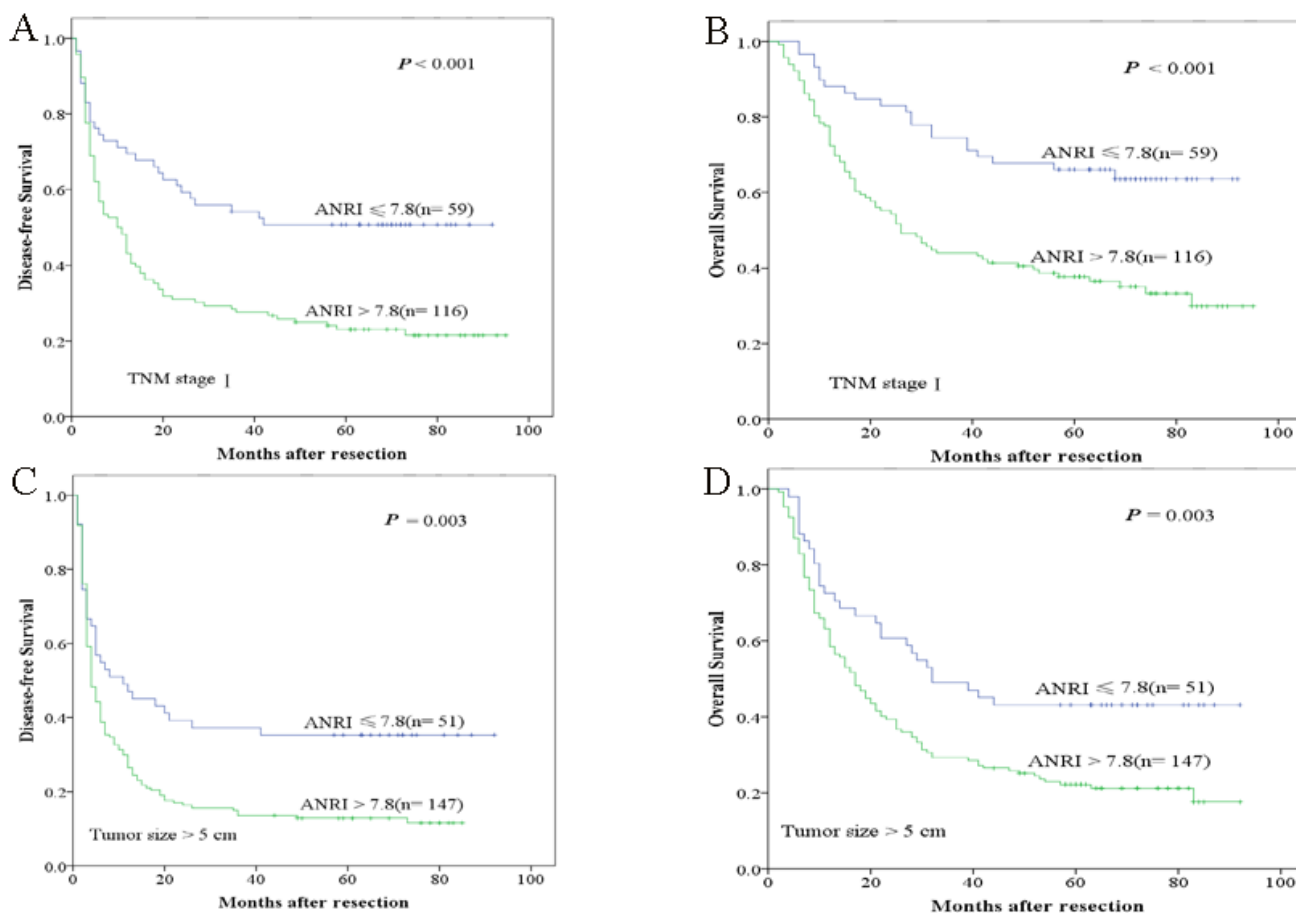 A
1.0
0.8
0.6
0.4
0.2
0.0
Disease-free Survival
P < 0.001
ANRI ≤ 7.8(n= 59)
ANRI > 7.8(n= 116)
TNM stage I
0 20 40 60 80 100
Months after resection
B
1.0
0.8
0.6
0.4
0.2
0.0
Overall Survival
P < 0.001
ANRI ≤ 7.8(n= 59)
ANRI > 7.8(n= 116)
TNM stage I
0 20 40 60 80 100
Months after resection
C
1.0
0.8
0.6
0.4
0.2
0.0
Disease-free Survival
P = 0.003
ANRI ≤ 7.8(n= 51)
ANRI > 7.8(n= 147)
Tumor size > 5 cm
0 20 40 60 80 100
Months after resection
D
1.0
0.8
0.6
0.4
0.2
0.0
Overall Survival
P = 0.003
ANRI ≤ 7.8(n= 51)
ANRI > 7.8(n= 147)
Tumor size > 5 cm
0 20 40 60 80 100
Months after resection